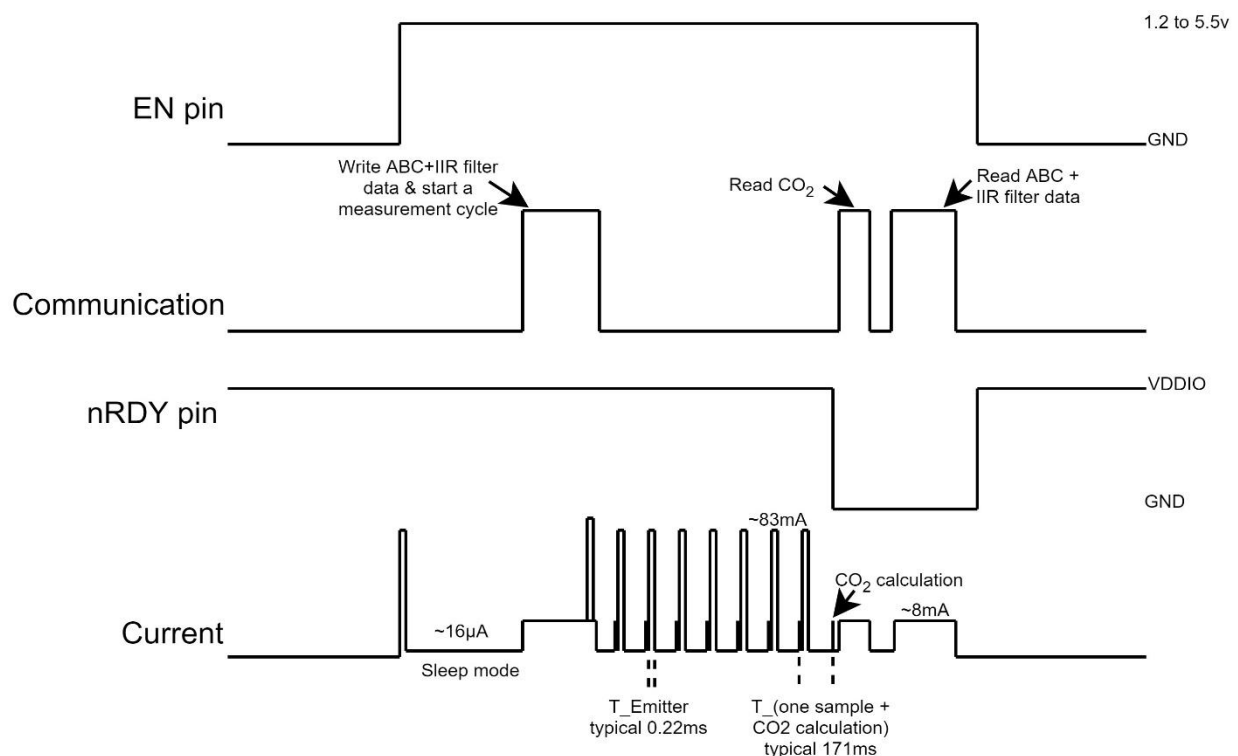 1.2 to 5.5v
EN pin
GND
Write ABC+IIR filter
data & start a
measurement cycle
Read CO₂
Read ABC +
IIR filter data
Communication
VDDIO
nRDY pin
GND
~83mA
CO₂ calculation
~8mA
~16µA
Current
Sleep mode
T_Emitter
typical 0.22ms
T_(one sample +
CO2 calculation)
typical 171ms